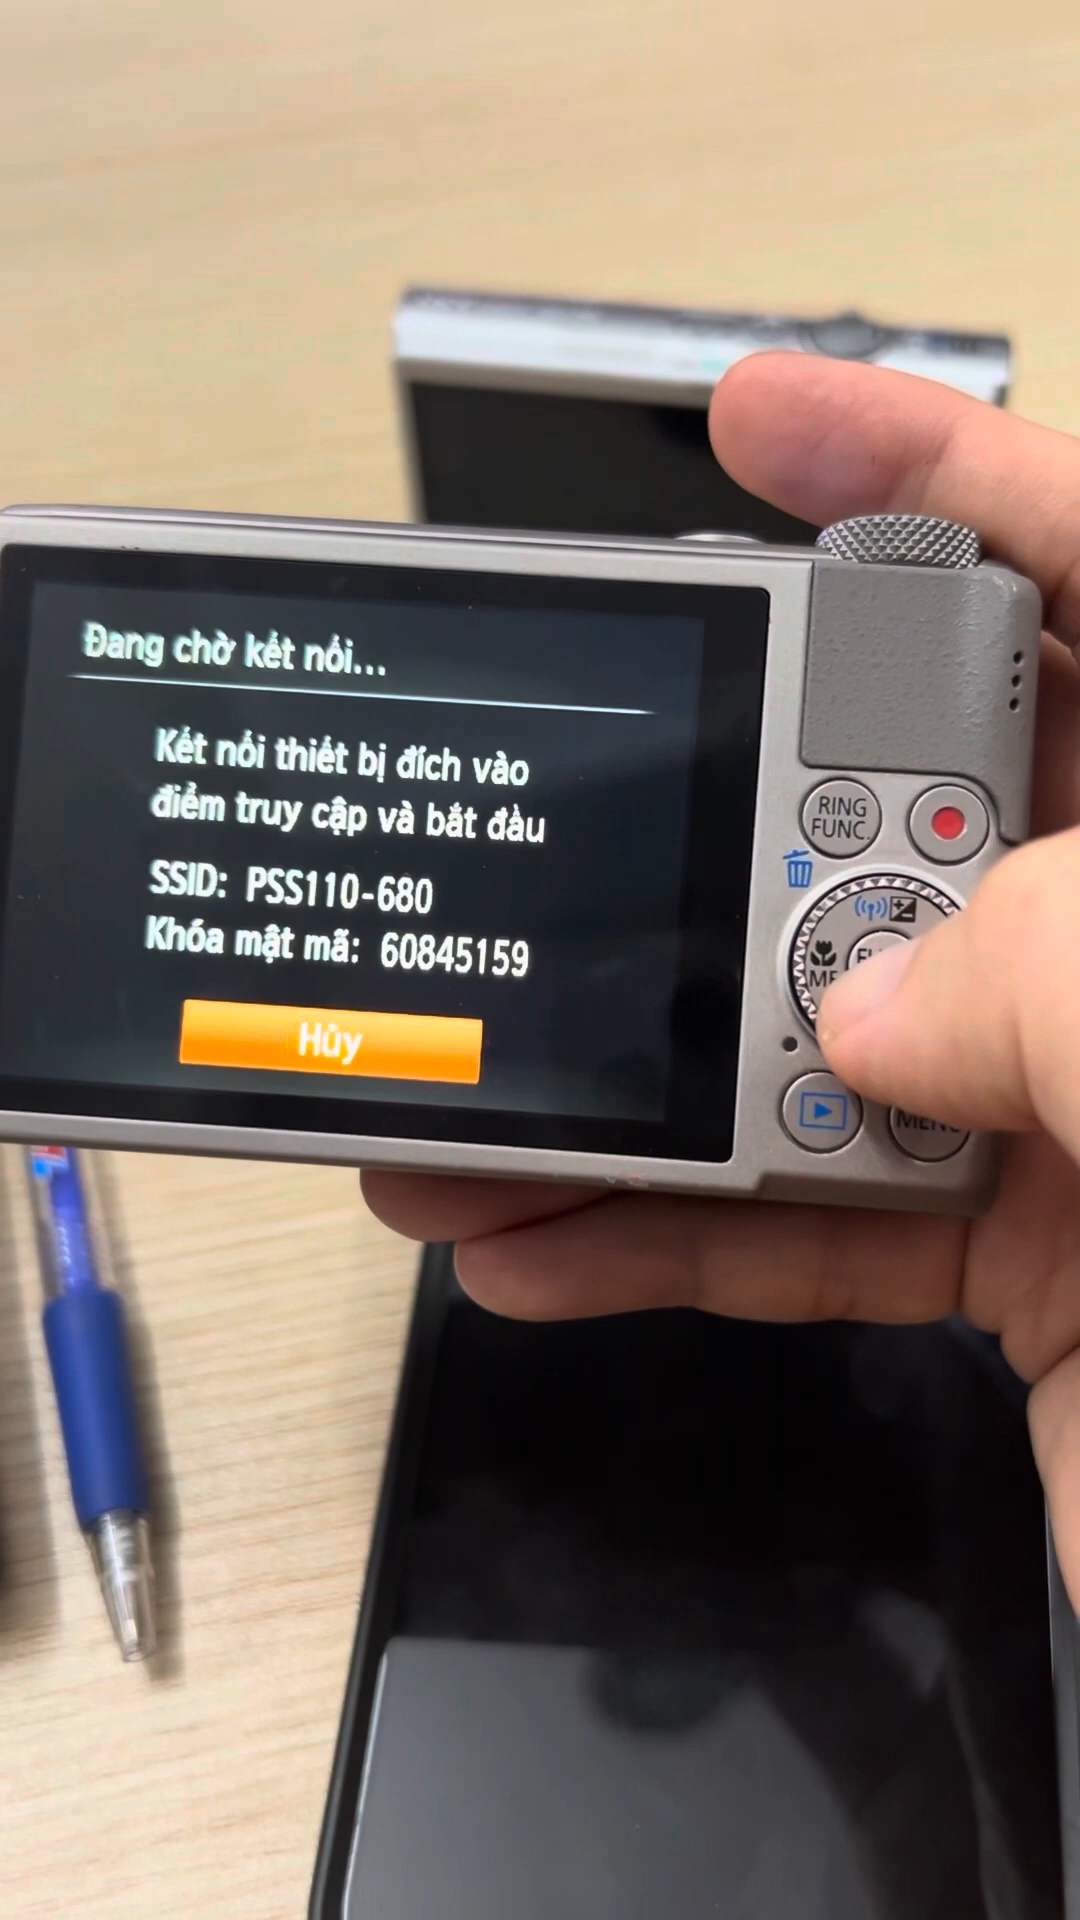 Đang chờ kết nối...
Kết nối thiết bị đích vào
điểm truy cập và bắt đầu
SSID: PSS110-680
Khóa mật mã: 60845159
Hủy
RING
FUNC.
MENU